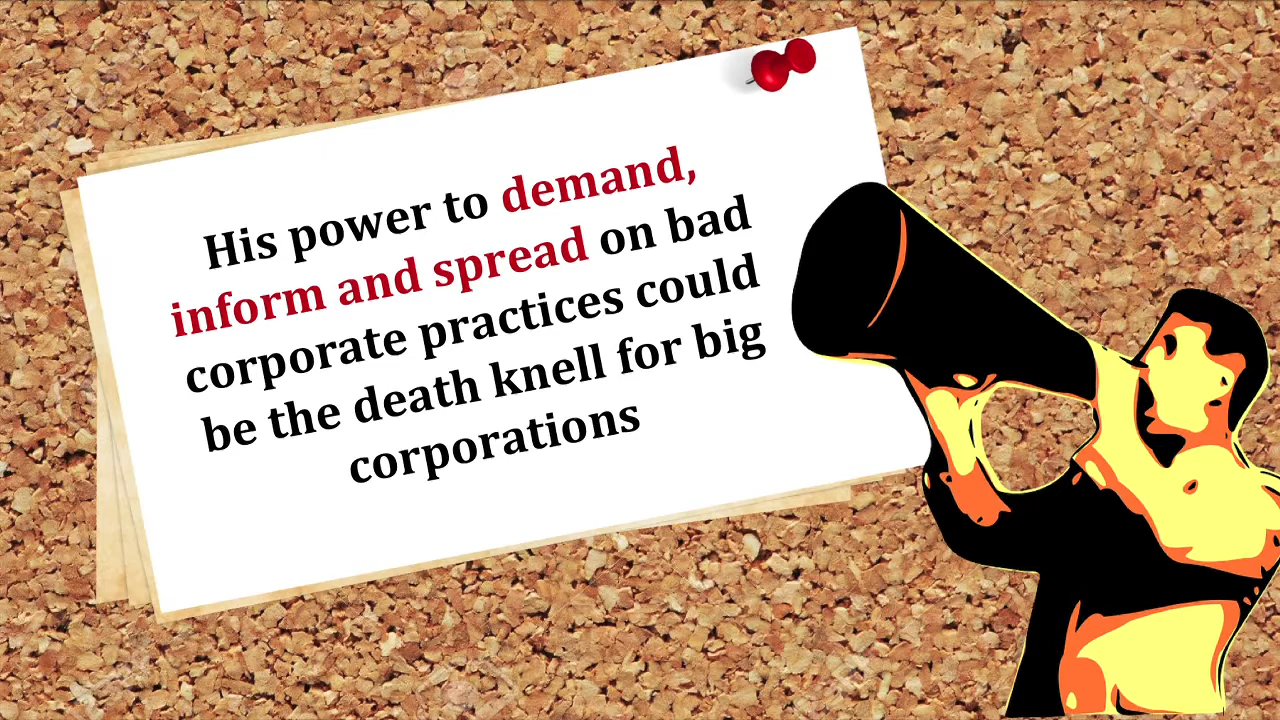 His power to demand,
inform and spread on bad
corporate practices could
be the death knell for big
corporations